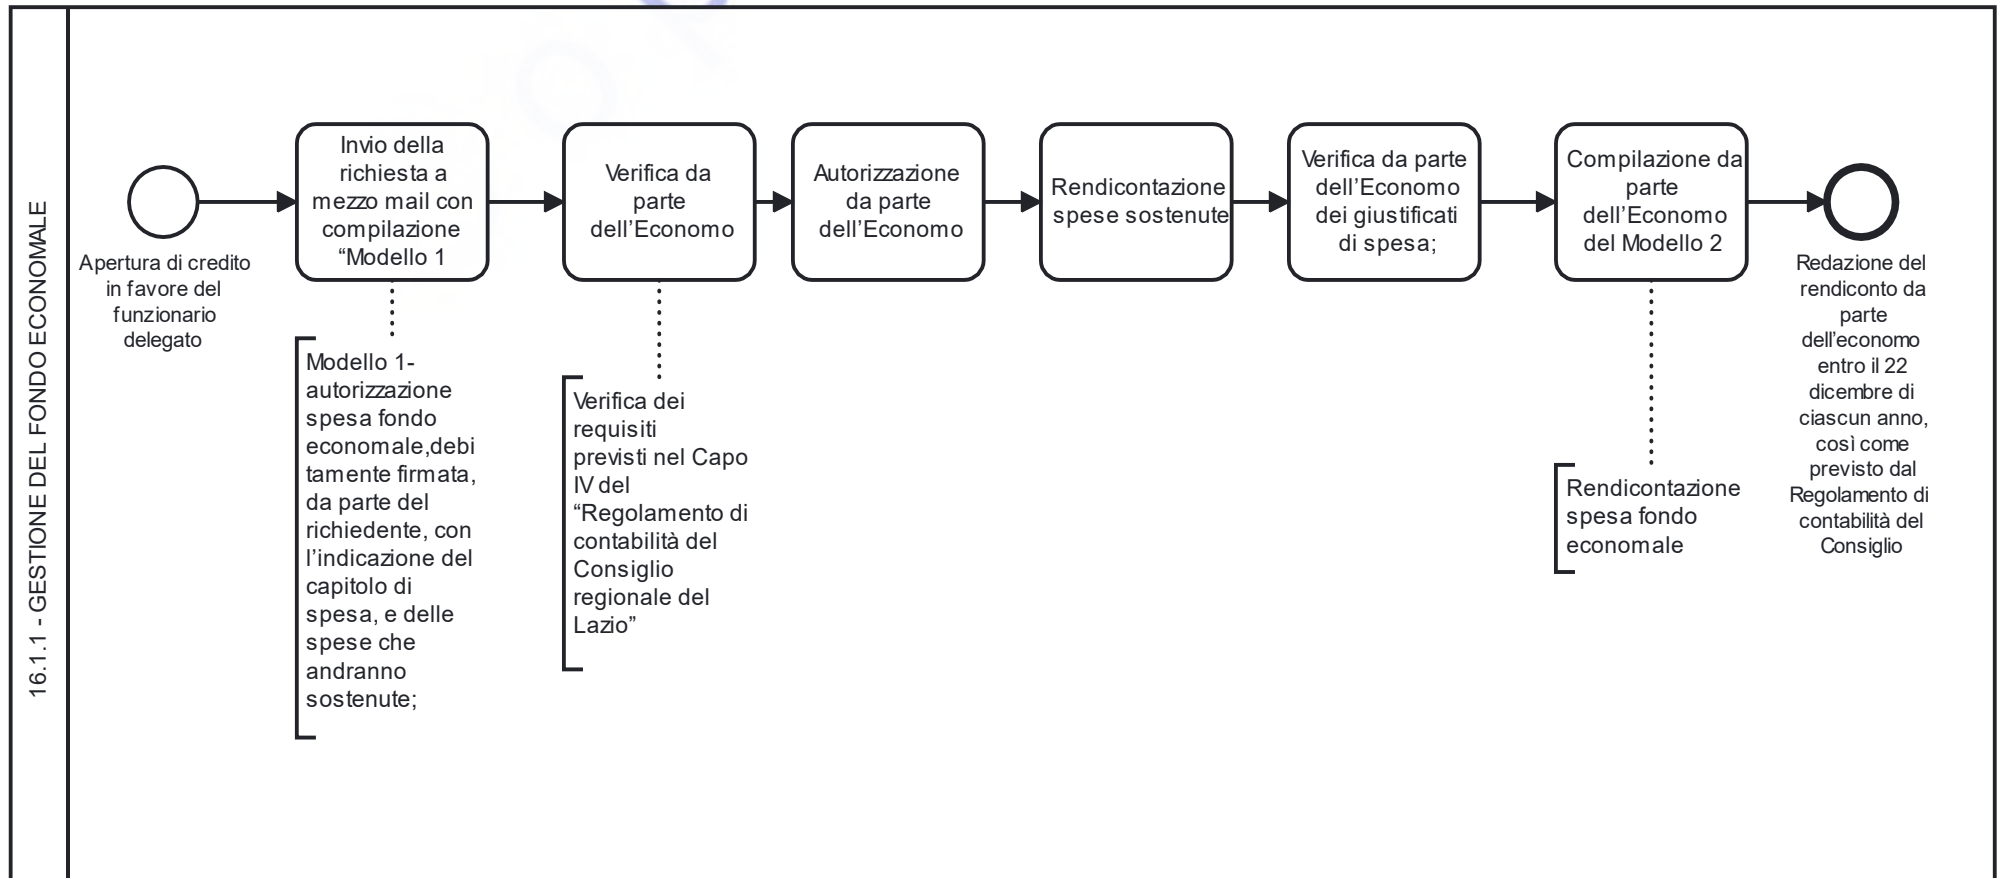 16.1.1 - GESTIONE DEL FONDO ECONOMALE
Apertura di credito
in favore del
funzionario
delegato
Invio della
richiesta a
mezzo mail con
compilazione
“Modello 1
Modello 1-
autorizzazione
spesa fondo
economale,debi
tamente firmata,
da parte del
richiedente, con
l’indicazione del
capitolo di
spesa, e delle
spese che
andranno
sostenute;
Verifica da
parte
dell’Economo
Verifica dei
requisiti
previsti nel Capo
IV del
“Regolamento di
contabilità del
Consiglio
regionale del
Lazio”
Autorizzazione
da parte
dell’Economo
Rendicontazione
spese sostenute
Verifica da parte
dell’Economo
dei giustificati
di spesa;
Compilazione da
parte
dell’Economo
del Modello 2
Rendicontazione
spesa fondo
economale
Redazione del
rendiconto da
parte
dell’economo
entro il 22
dicembre di
ciascun anno,
così come
previsto dal
Regolamento di
contabilità del
Consiglio